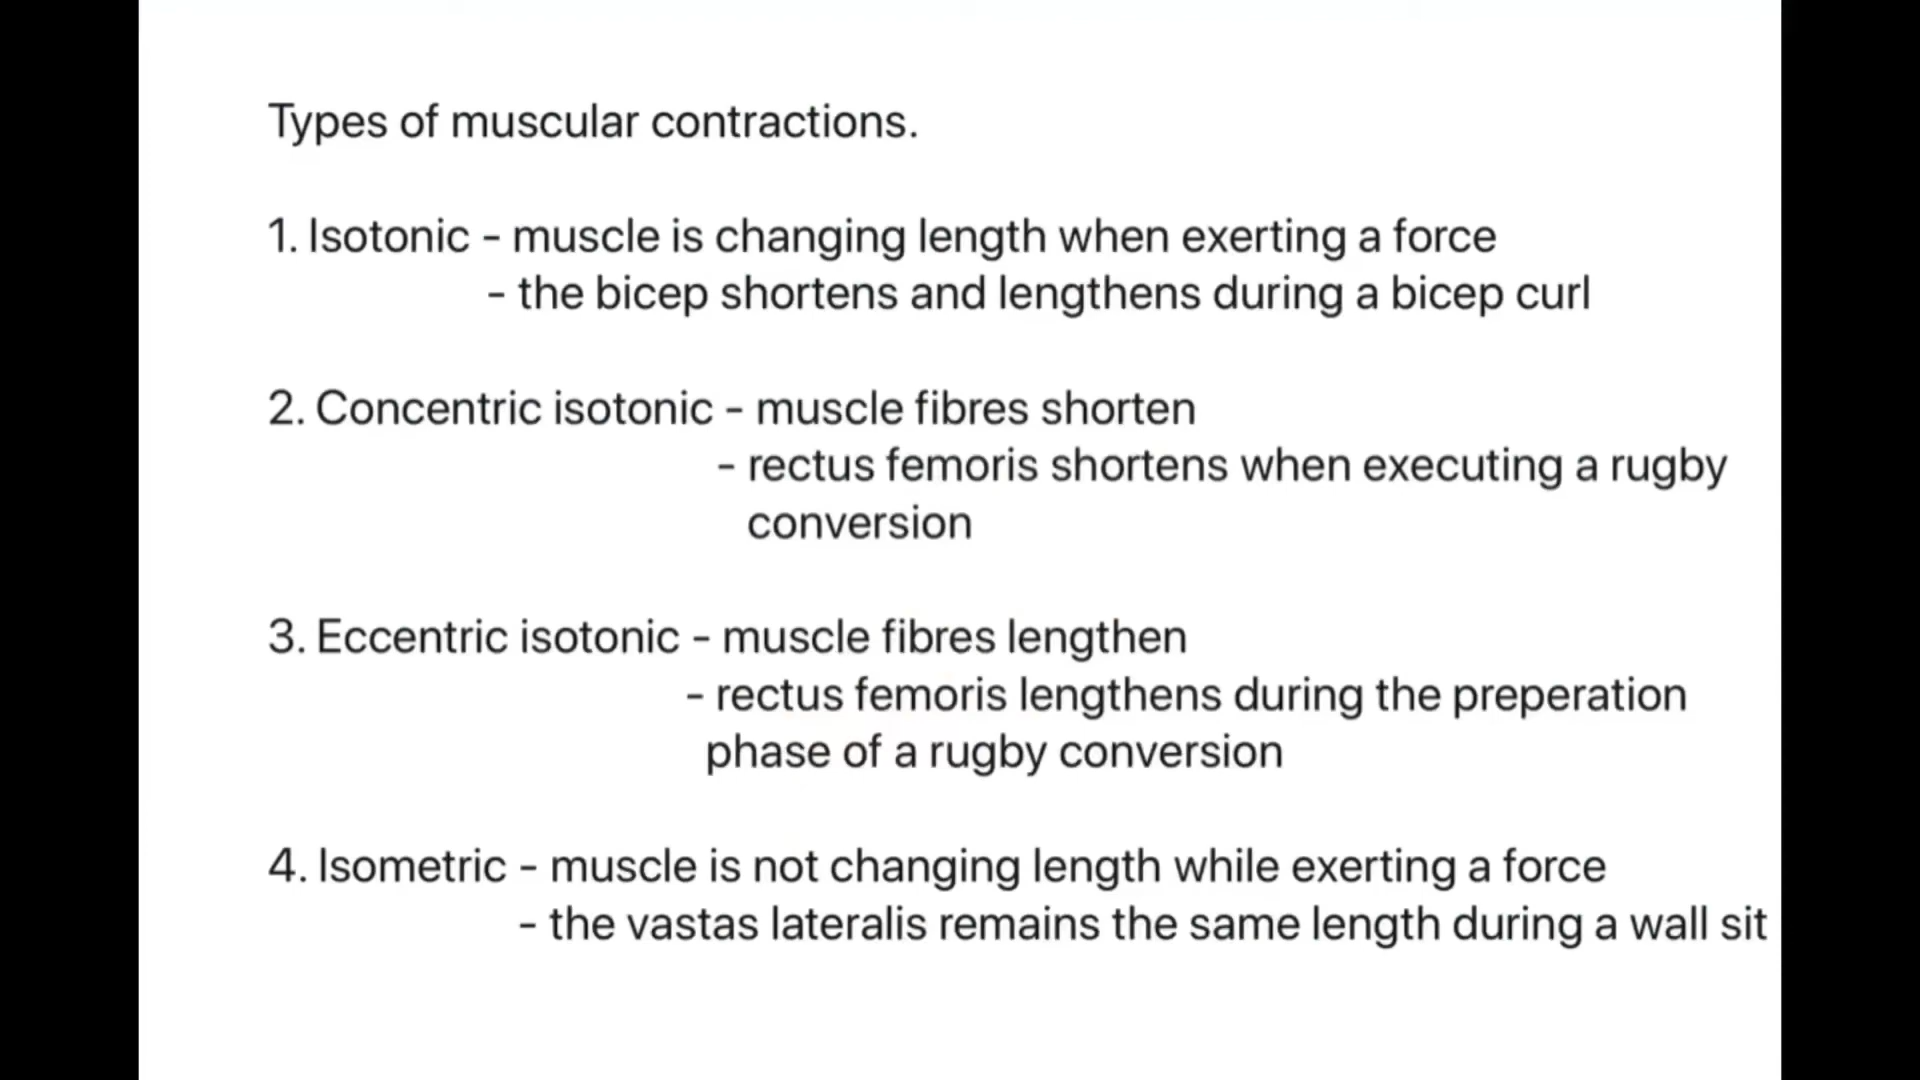 Types of muscular contractions.
1. Isotonic - muscle is changing length when exerting a force
- the bicep shortens and lengthens during a bicep curl
2. Concentric isotonic - muscle fibres shorten
- rectus femoris shortens when executing a rugby
conversion
3. Eccentric isotonic - muscle fibres lengthen
- rectus femoris lengthens during the preperation
phase of a rugby conversion
4. Isometric - muscle is not changing length while exerting a force
- the vastas lateralis remains the same length during a wall sit